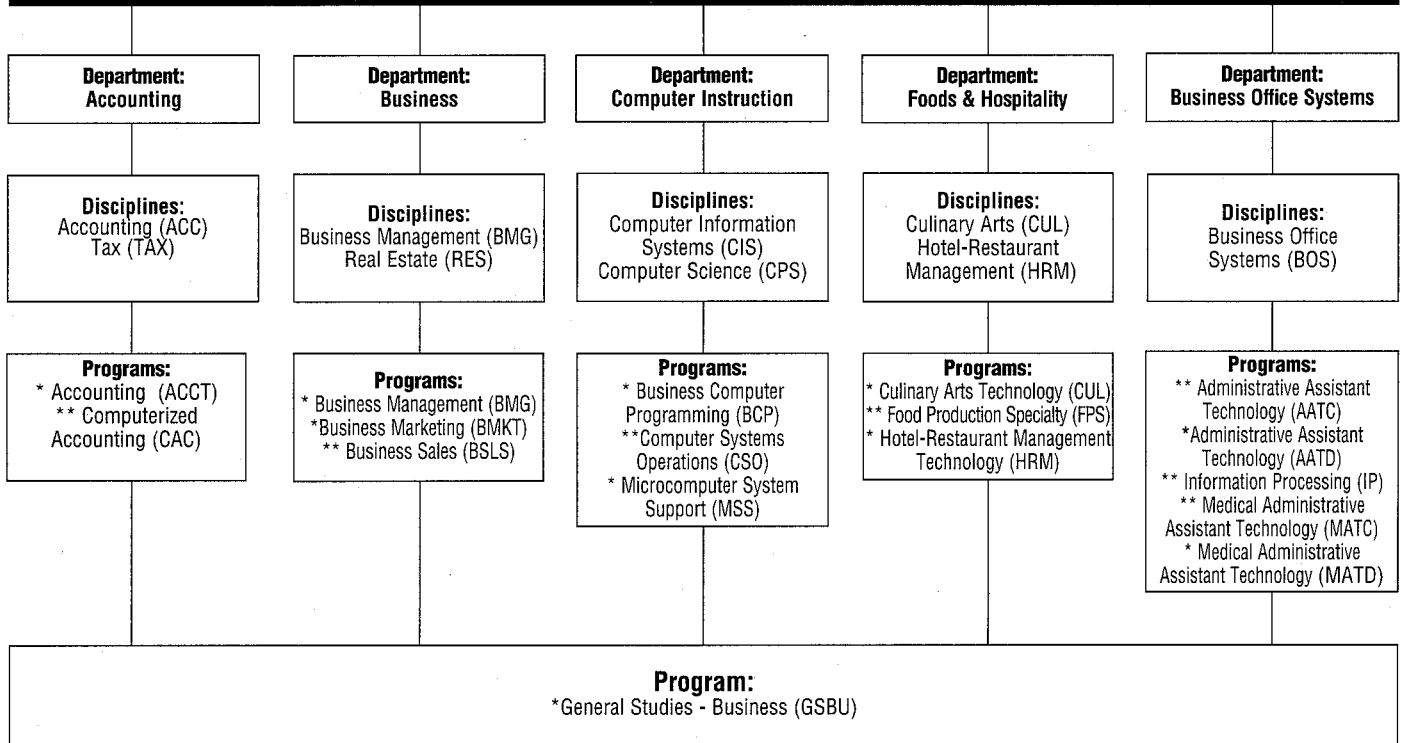 Department:
Accounting
Department:
Business
Department:
Computer Instruction
Department:
Foods & Hospitality
Department:
Business Office Systems
Disciplines:
Accounting (ACC)
Tax (TAX)
Disciplines:
Business Management (BMG)
Real Estate (RES)
Disciplines:
Computer Information
Systems (CIS)
Computer Science (CPS)
Disciplines:
Culinary Arts (CUL)
Hotel-Restaurant
Management (HRM)
Disciplines:
Business Office
Systems (BOS)
Programs:
* Accounting (ACCT)
** Computerized
Accounting (CAC)
Programs:
* Business Management (BMG)
*Business Marketing (BMKT)
** Business Sales (BSLS)
Programs:
* Business Computer
Programming (BCP)
**Computer Systems
Operations (CSO)
* Microcomputer System
Support (MSS)
Programs:
* Culinary Arts Technology (CUL)
** Food Production Specialty (FPS)
* Hotel-Restaurant Management
Technology (HRM)
Programs:
** Administrative Assistant
Technology (AATC)
*Administrative Assistant
Technology (AATD)
** Information Processing (IP)
** Medical Administrative
Assistant Technology (MATC)
* Medical Administrative
Assistant Technology (MATD)
Program:
*General Studies - Business (GSBU)